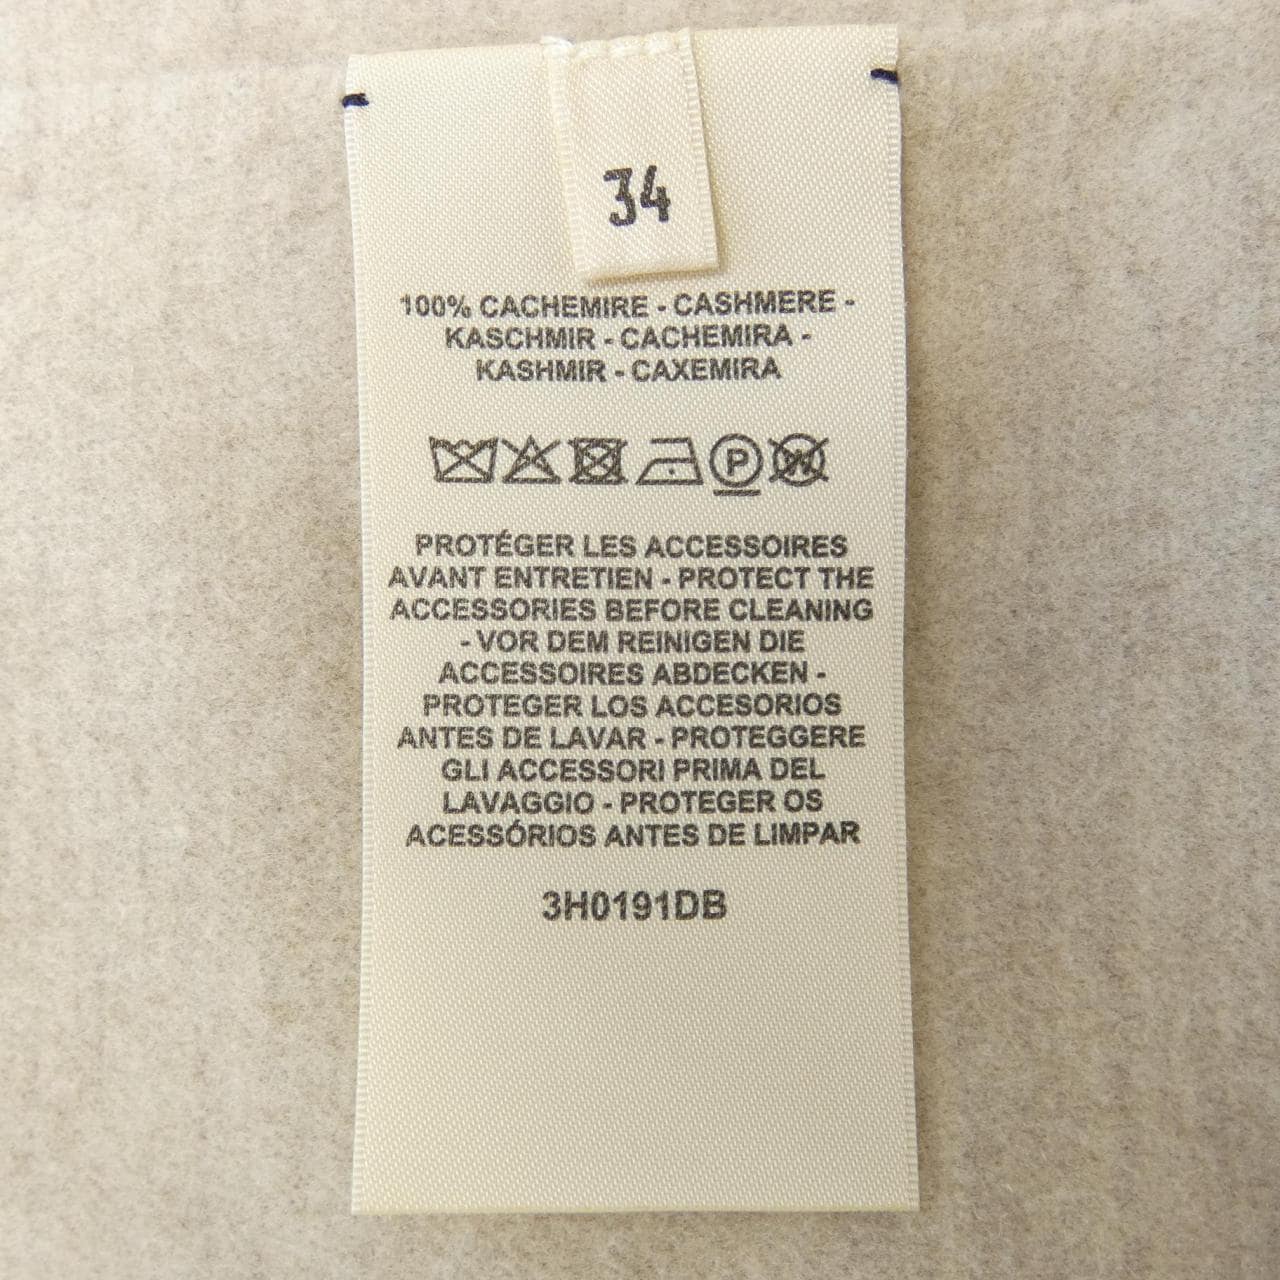 34
100% CACHEMIRE - CASHMERE -
KASCHMIR - CACHEMIRA -
KASHMIR - CAXEMIRA
P W
PROTÉGER LES ACCESSOIRES
AVANT ENTRETIEN - PROTECT THE
ACCESSORIES BEFORE CLEANING
- VOR DEM REINIGEN DIE
ACCESSOIRES ABDECKEN -
PROTEGER LOS ACCESORIOS
ANTES DE LAVAR - PROTEGGERE
GLI ACCESSORI PRIMA DEL
LAVAGGIO - PROTEGER OS
ACESSÓRIOS ANTES DE LIMPAR
3H0191DB